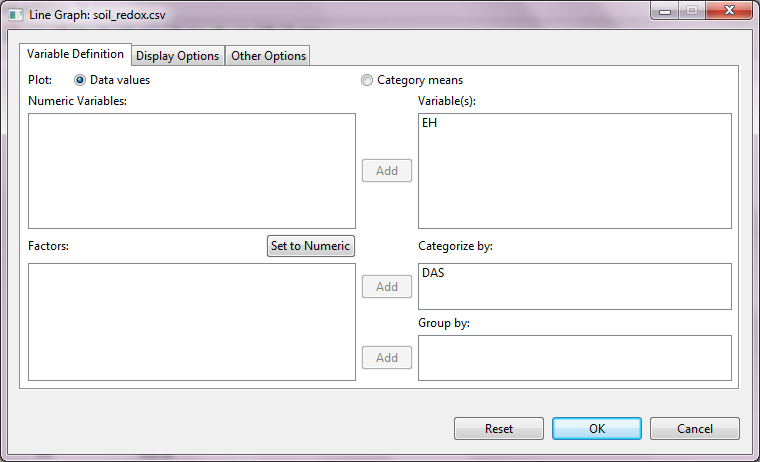 Line Graph: soil_redox.csv
Variable Definition Display Options Other Options
Plot: Data values Category means
Numeric Variables: Variable(s):
EH
Add
Factors: Set to Numeric Categorize by:
DAS
Add
Group by:
Add
Reset OK Cancel